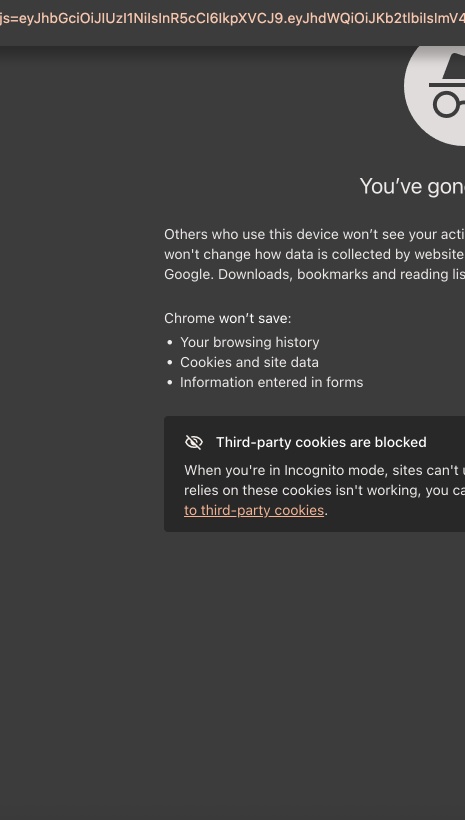 js=eyJhbGciOiJIUzI1NiIsInR5cCI6IkpXVCJ9.eyJhdWQiOiJKb2tlbiIsImV4
You've gon
Others who use this device won't see your acti
won't change how data is collected by website
Google. Downloads, bookmarks and reading lis
Chrome won't save:
• Your browsing history
• Cookies and site data
• Information entered in forms
Third-party cookies are blocked
When you're in Incognito mode, sites can't u
relies on these cookies isn't working, you ca
to third-party cookies.